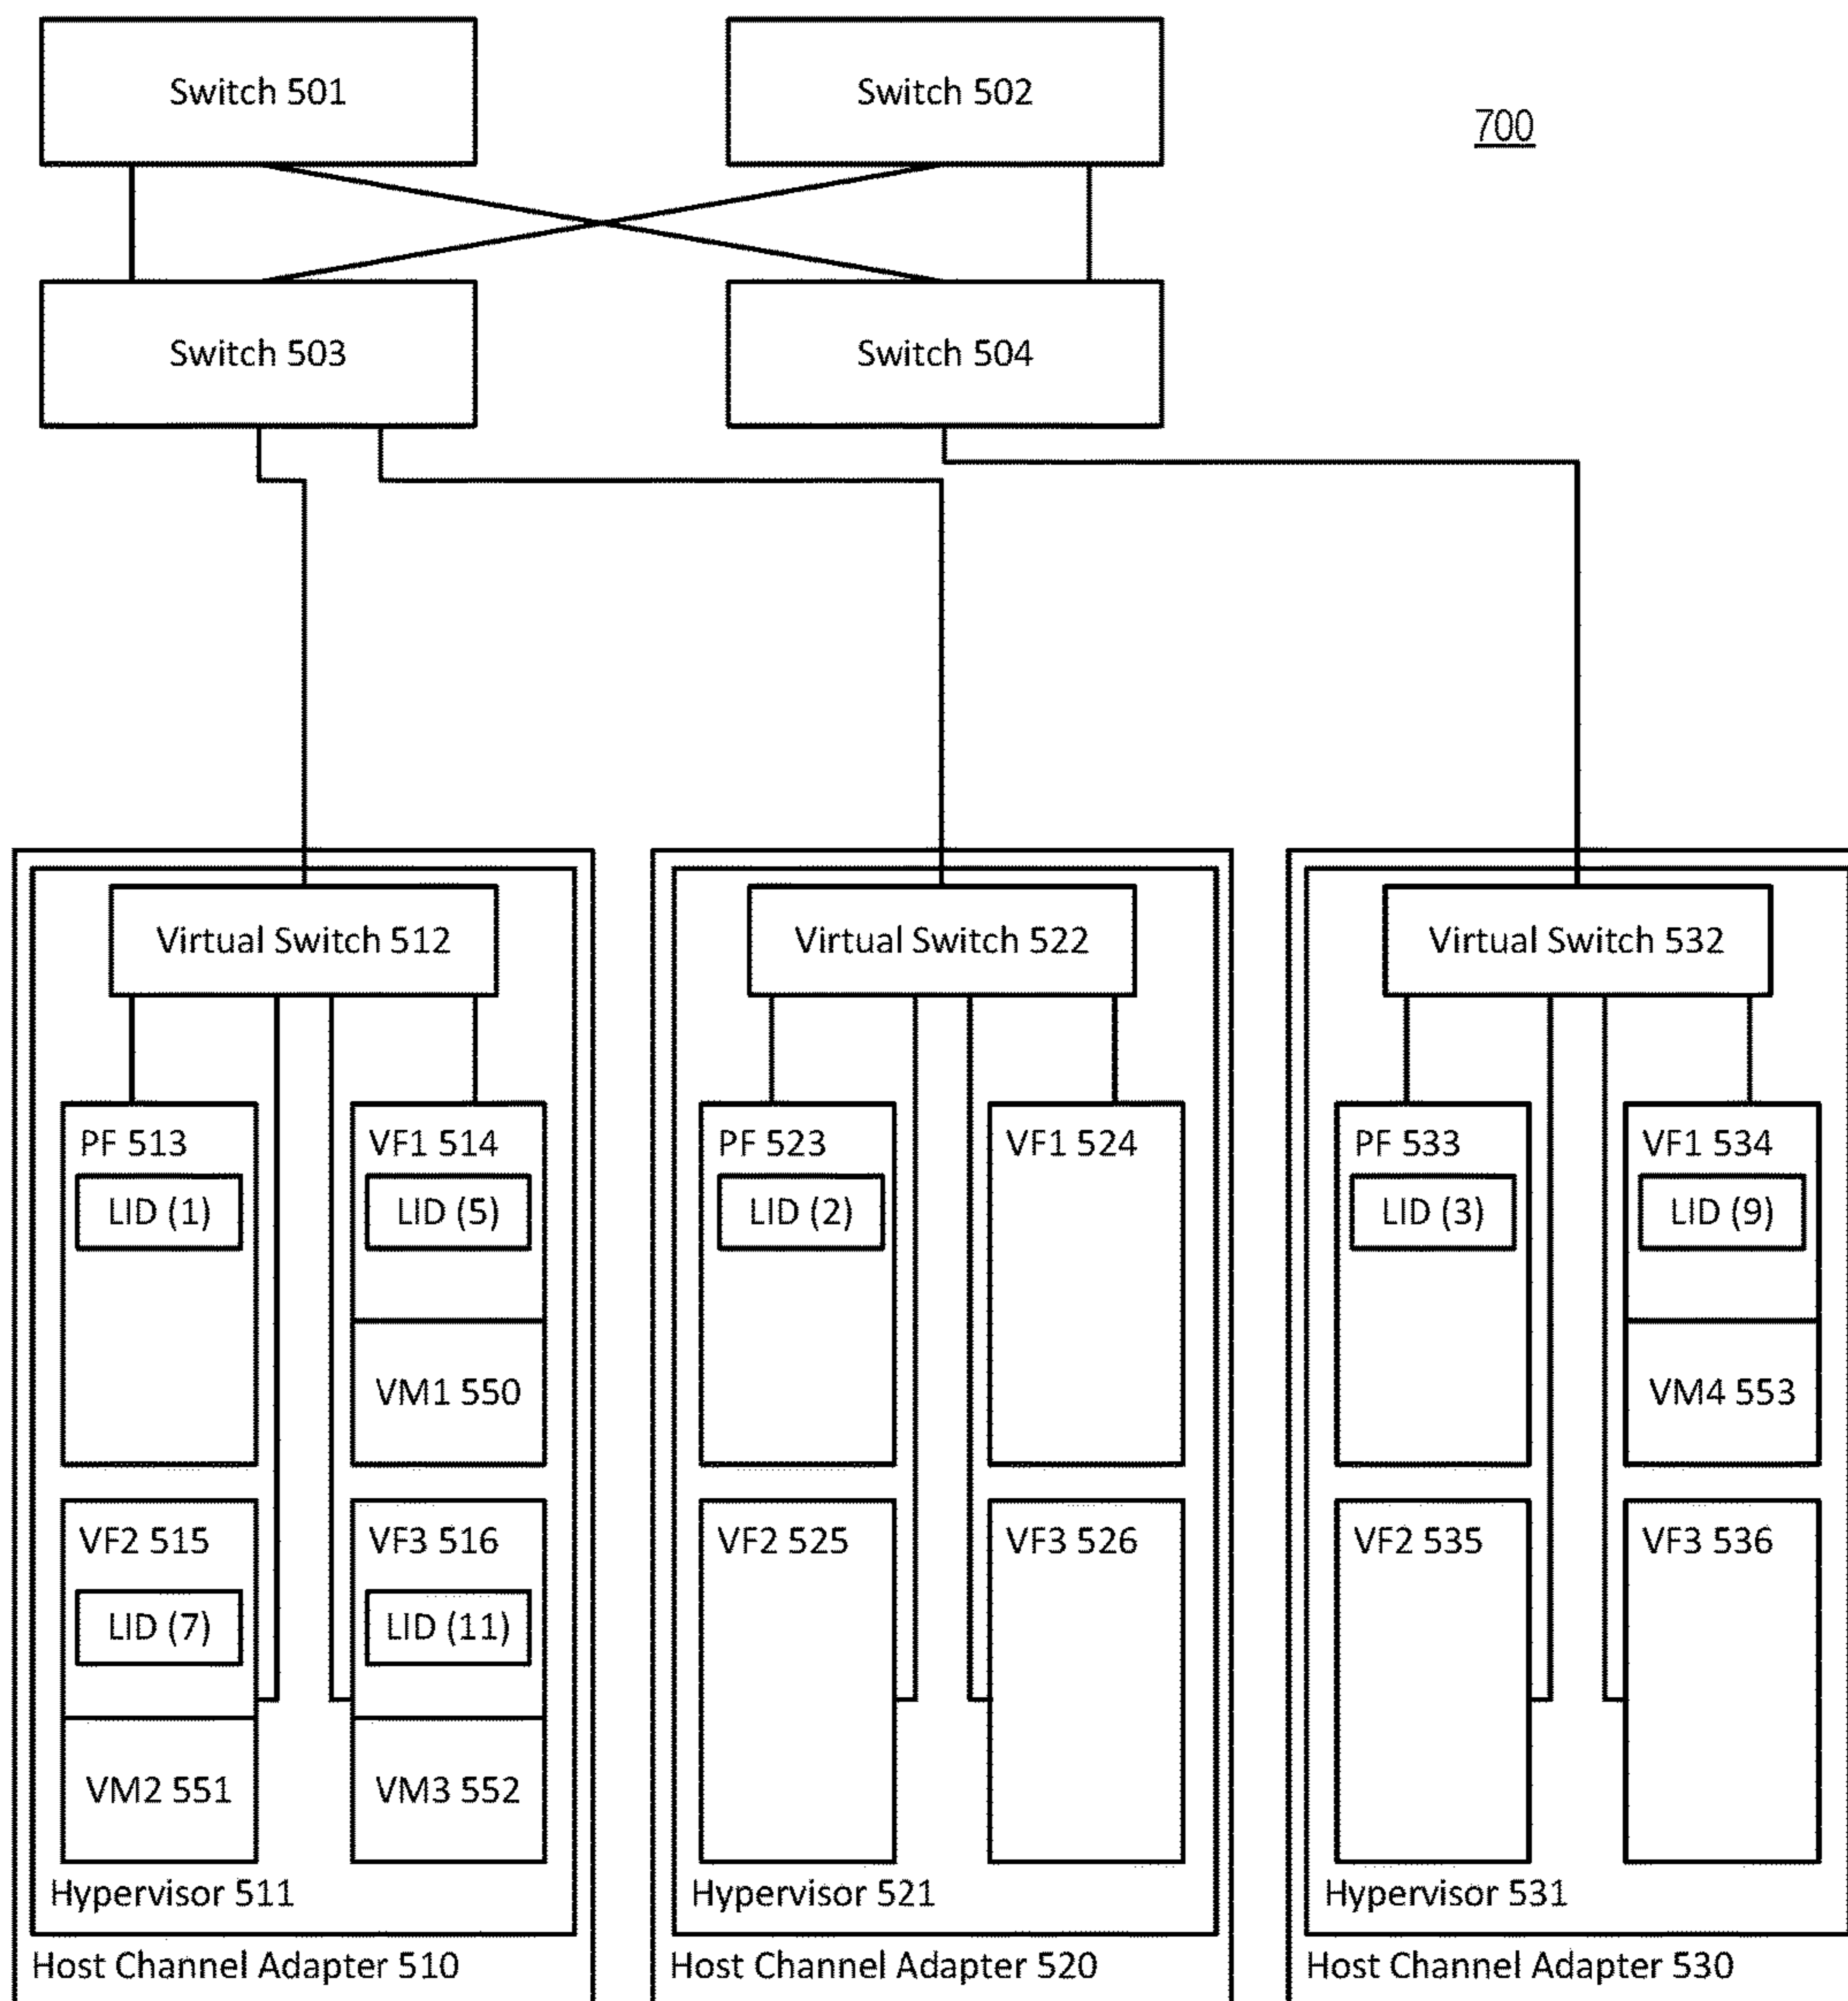 Switch 501
Switch 502
700
Switch 503
Switch 504
Virtual Switch 512
Virtual Switch 522
Virtual Switch 532
PF 513
LID (1)
VF1 514
LID (5)
VM1 550
PF 523
LID (2)
VF1 524
PF 533
LID (3)
VF1 534
LID (9)
VM4 553
VF2 515
LID (7)
VM2 551
VF3 516
LID (11)
VM3 552
VF2 525
VF3 526
VF2 535
VF3 536
Hypervisor 511
Hypervisor 521
Hypervisor 531
Host Channel Adapter 510
Host Channel Adapter 520
Host Channel Adapter 530